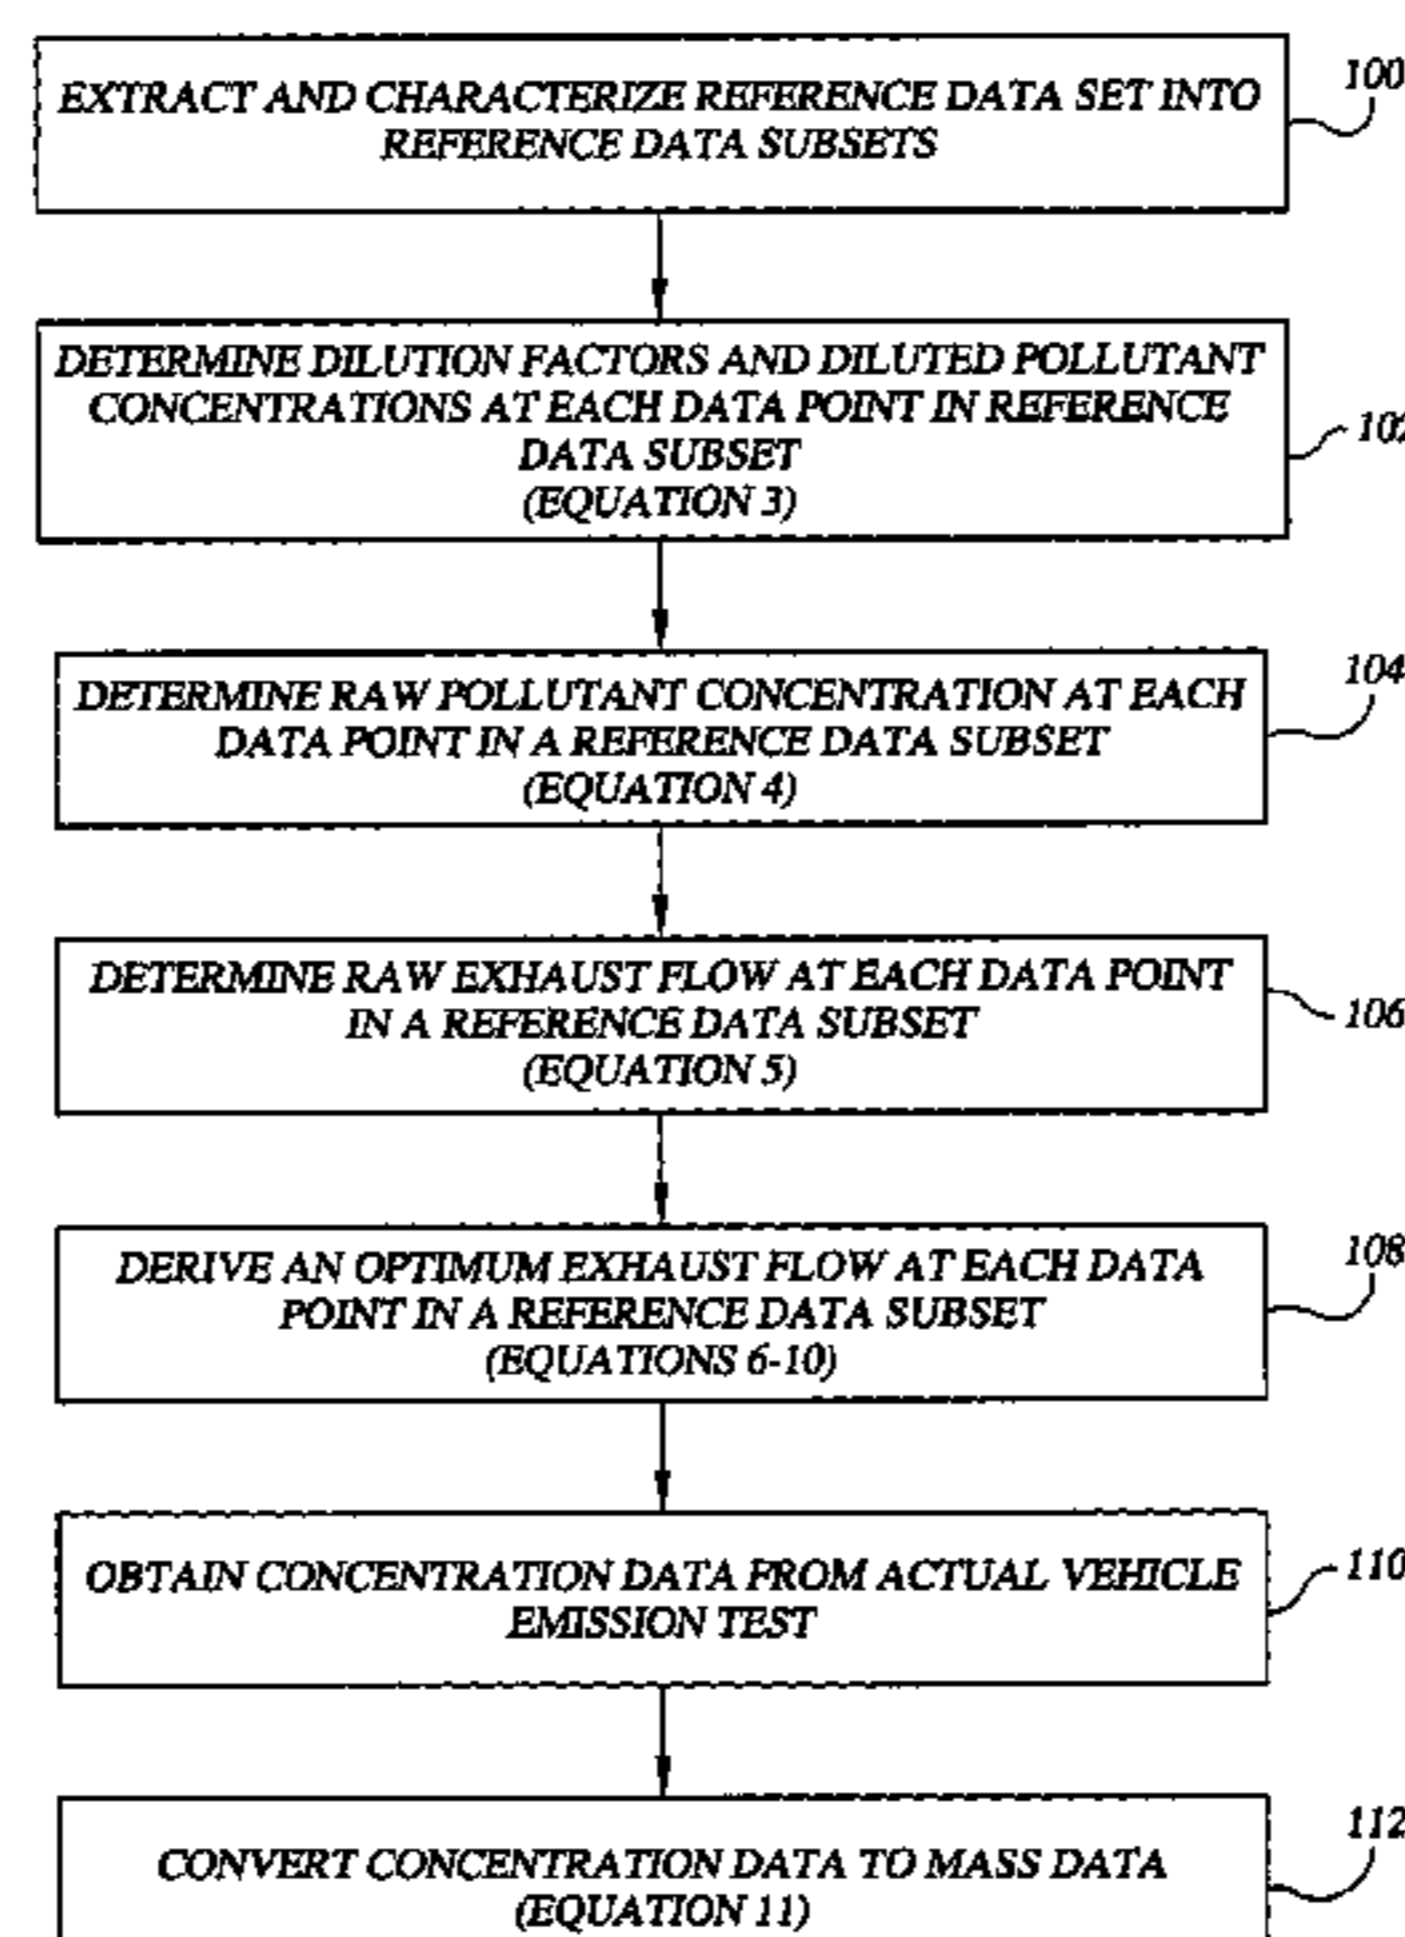 EXTRACT AND CHARACTERIZE REFERENCE DATA SET INTO
REFERENCE DATA SUBSETS
100
DETERMINE DILUTION FACTORS AND DILUTED POLLUTANT
CONCENTRATIONS AT EACH DATA POINT IN REFERENCE
DATA SUBSET
(EQUATION 3)
102
DETERMINE RAW POLLUTANT CONCENTRATION AT EACH
DATA POINT IN A REFERENCE DATA SUBSET
(EQUATION 4)
104
DETERMINE RAW EXHAUST FLOW AT EACH DATA POINT
IN A REFERENCE DATA SUBSET
(EQUATION 5)
106
DERIVE AN OPTIMUM EXHAUST FLOW AT EACH DATA
POINT IN A REFERENCE DATA SUBSET
(EQUATIONS 6-10)
108
OBTAIN CONCENTRATION DATA FROM ACTUAL VEHICLE
EMISSION TEST
110
CONVERT CONCENTRATION DATA TO MASS DATA
(EQUATION 11)
112